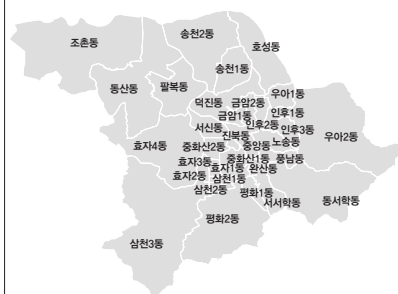 송천2동
조촌동
호성동
송천1동
동산동
팔복동
우아1동
덕진동
금암2동
금암1동
인후1동
서신동
인후2동
인후3동
진북동
우아2동
노송동
효자4동
중화산2동
중앙동
효자3동
중화산1동
풍남동
효자1동
완산동
효자2동
삼천1동
삼천2동
평화1동
서서학동
동서학동
평화2동
삼천3동